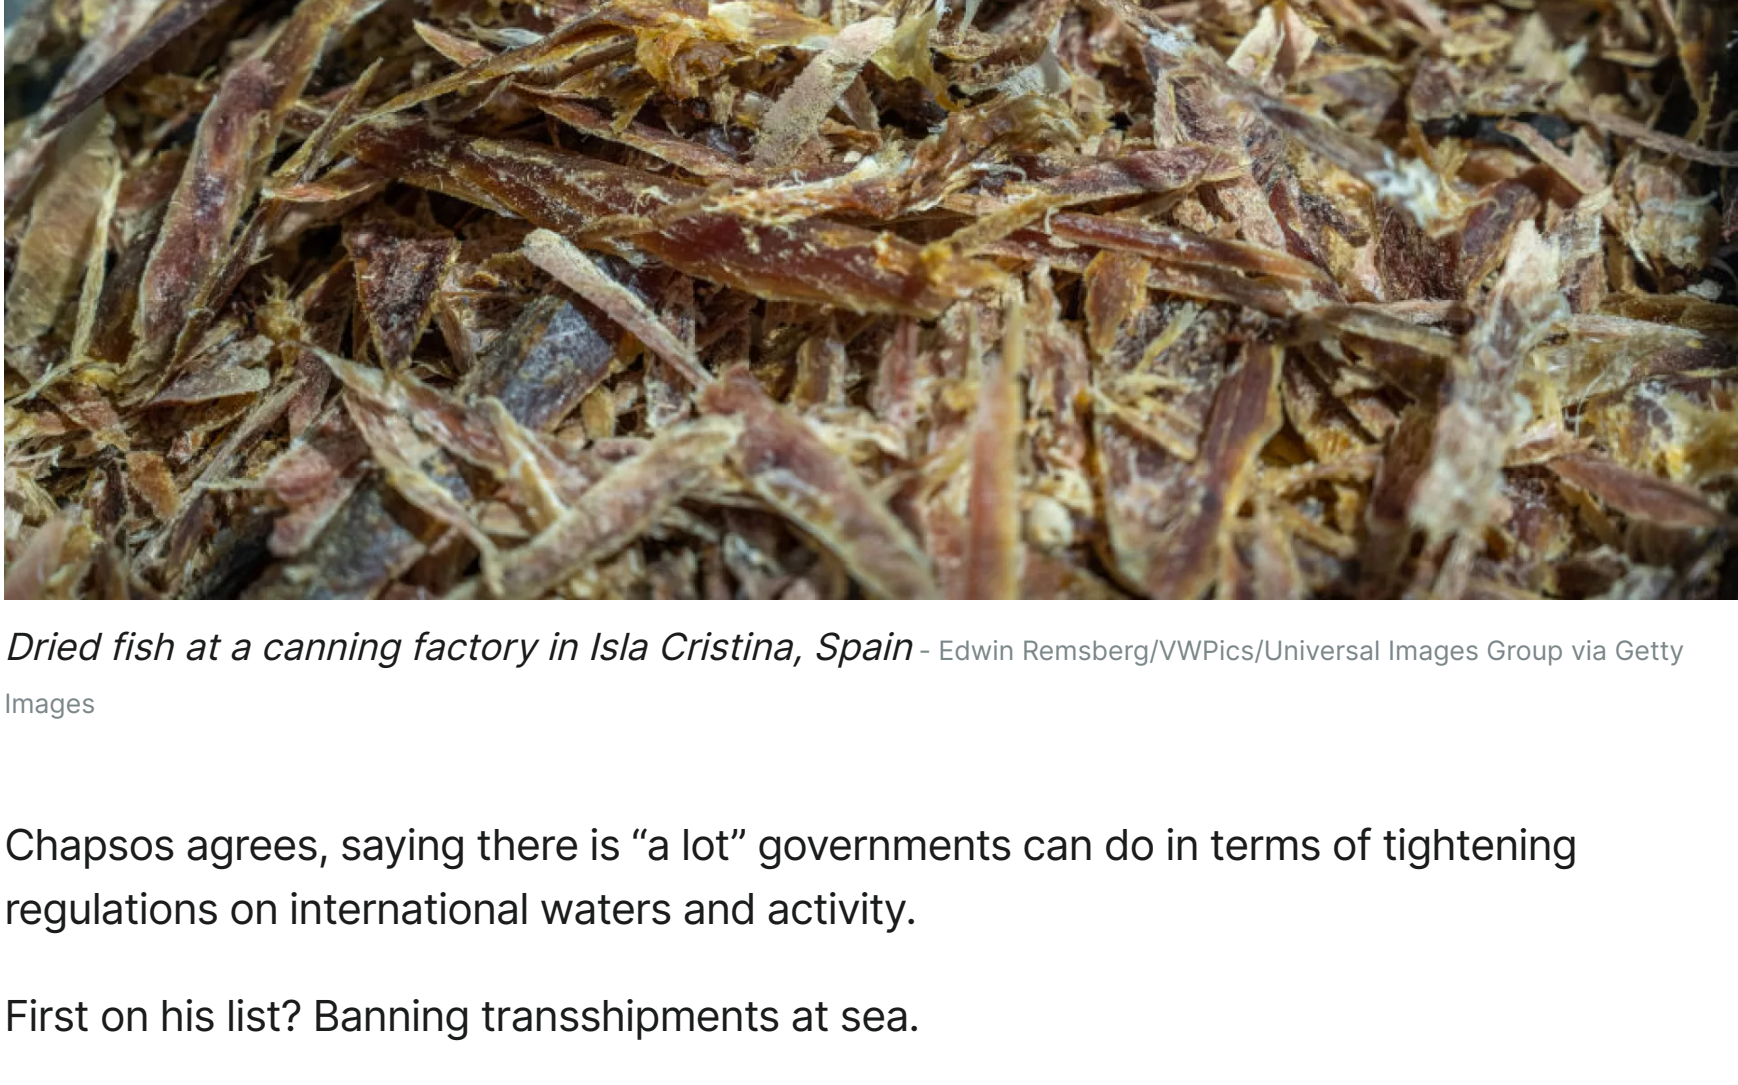 Dried fish at a canning factory in Isla Cristina, Spain - Edwin Remsberg/VWPics/Universal Images Group via Getty
Images
Chapsos agrees, saying there is “a lot” governments can do in terms of tightening
regulations on international waters and activity.
First on his list? Banning transshipments at sea.